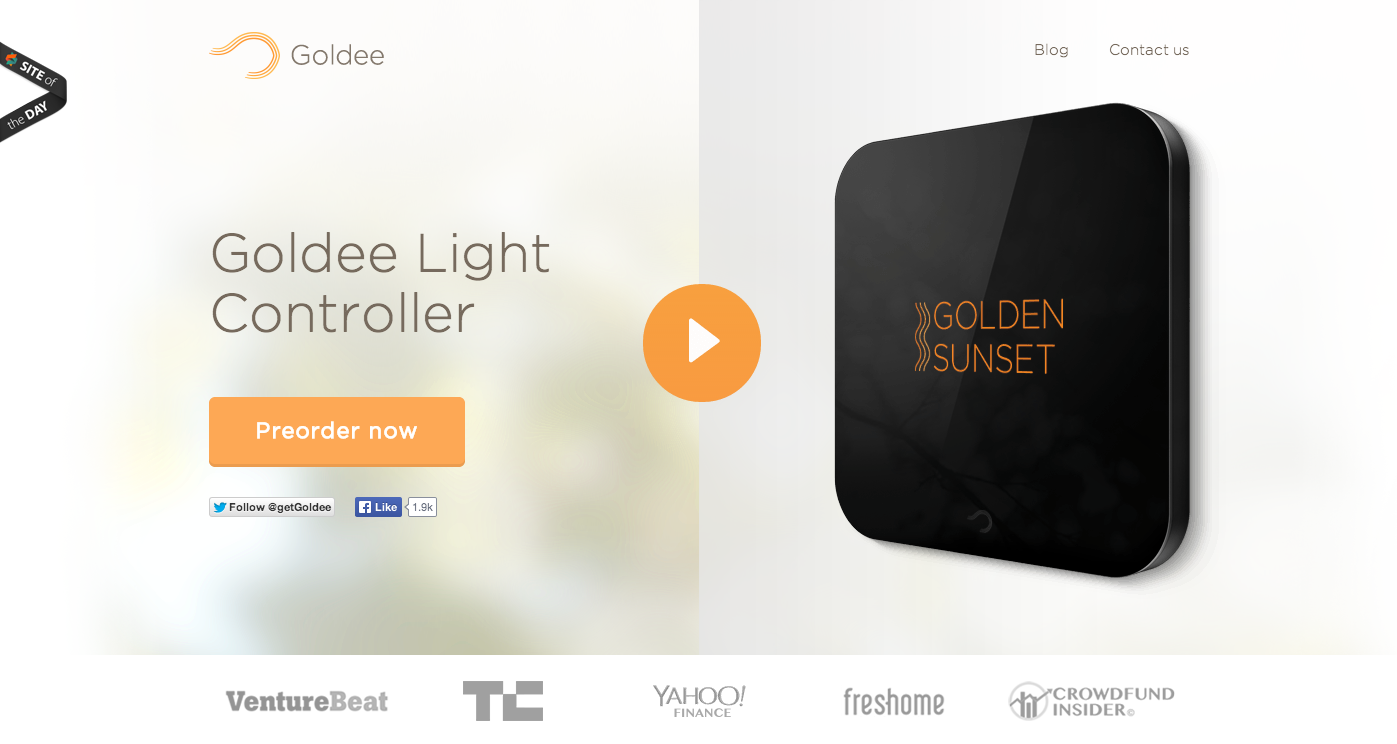 Goldee
Blog
Contact us
SITE of
the DAY
Goldee Light
Controller
GOLDEN
SUNSET
Preorder now
Follow @getGoldee
Like
1.9k
VentureBeat
TC
YAHOO!
FINANCE
freshome
CROWDFUND
INSIDER©